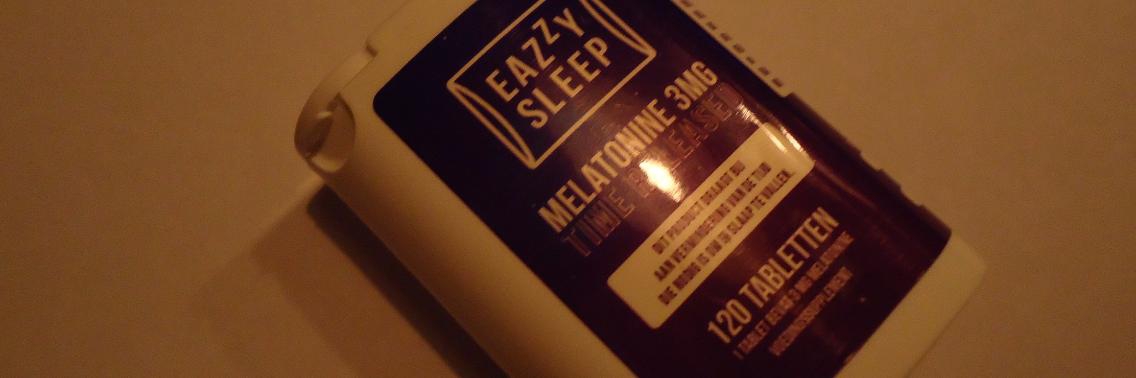 EAZZY
SLEEP
MELATONINE 3MG
TIME RELEASE
DIT PRODUCT DRAAGT BIJ
AAN VERMINDERING VAN DE TIJD
DIE NODIG IS OM IN SLAAP TE VALLEN.
120 TABLETTEN
1 TABLET BEVAT 3 MG MELATONINE
VOEDINGSSUPPLEMENT